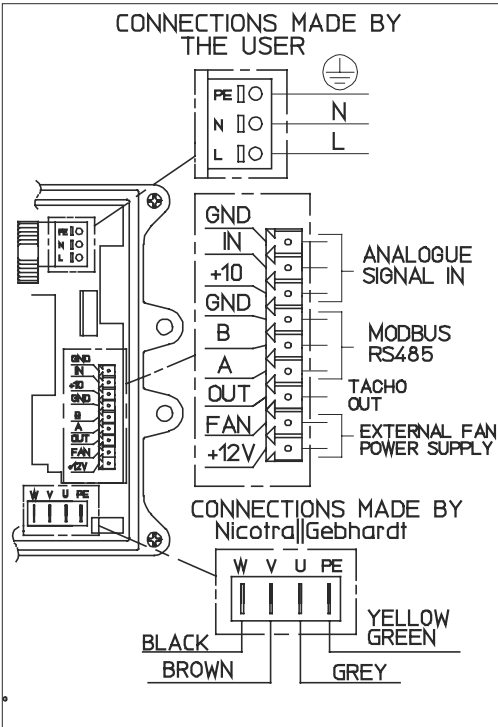 CONNECTIONS MADE BY
THE USER
PE
N
L
N
L
PE
N
L
GND
IN
+10
GND
B
A
OUT
FAN
+12V
ANALOGUE
SIGNAL IN
MODBUS
RS485
TACHO
OUT
EXTERNAL FAN
POWER SUPPLY
GND
IN
+10
GND
B
A
OUT
FAN
+12V
W V U PE
CONNECTIONS MADE BY
Nicotra||Gebhardt
W V U PE
BLACK
BROWN
YELLOW
GREEN
GREY